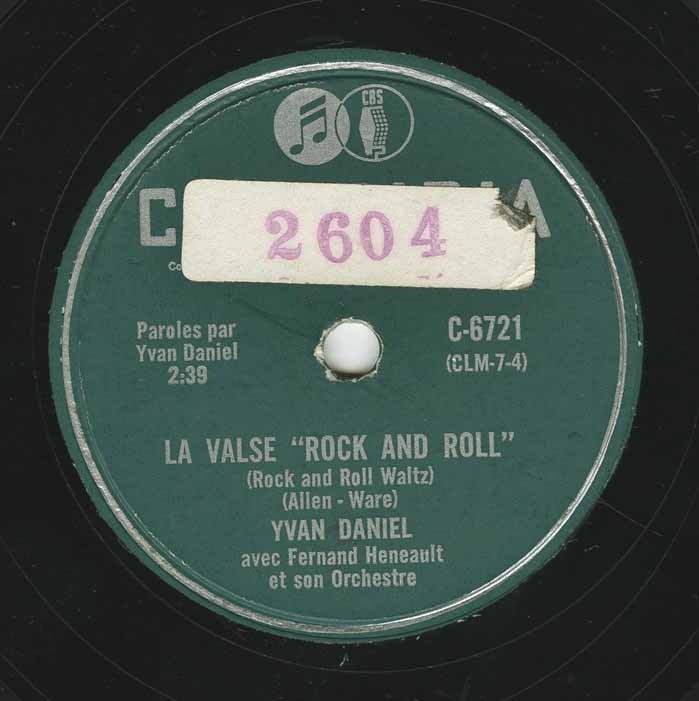 CBS
2604
Paroles par
Yvan Daniel
2:39
C-6721
(CLM-7-4)
LA VALSE "ROCK AND ROLL"
(Rock and Roll Waltz)
(Allen - Ware)
YVAN DANIEL
avec Fernand Heneault
et son Orchestre